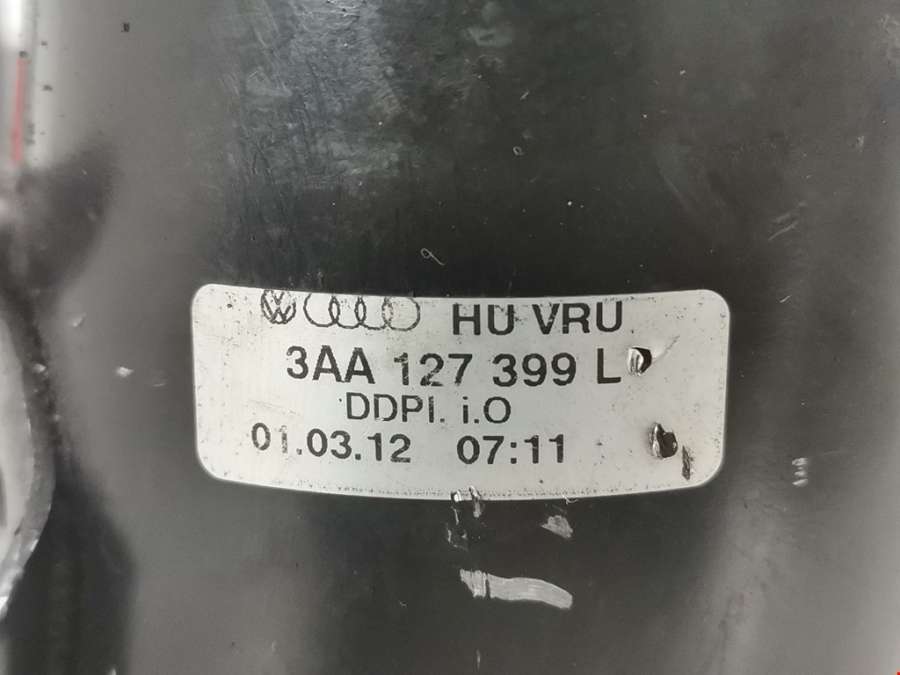 HU VRU
3AA 127 399 L
DDPI. i.O
01.03.12 07:11